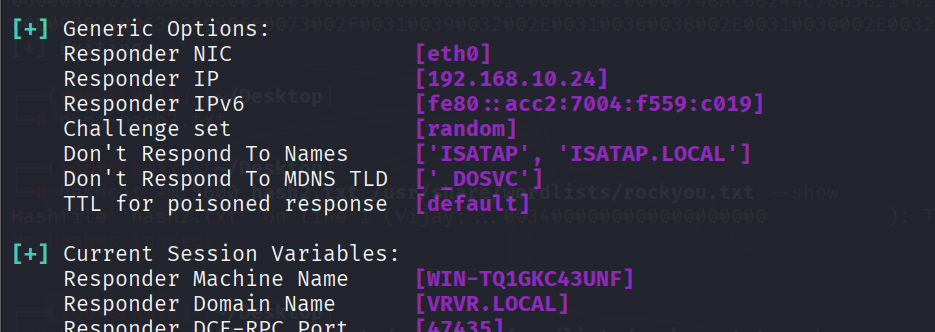 [+] Generic Options:
Responder NIC [eth0]
Responder IP [192.168.10.24]
Responder IPv6 [fe80::acc2:7004:f559:c019]
Challenge set [random]
Don't Respond To Names ['ISATAP', 'ISATAP.LOCAL']
Don't Respond To MDNS TLD ['_DOSVC']
TTL for poisoned response [default]
[+] Current Session Variables:
Responder Machine Name [WIN-TQ1GKC43UNF]
Responder Domain Name [VRVR.LOCAL]
Responder DCE-RPC Port [47435]